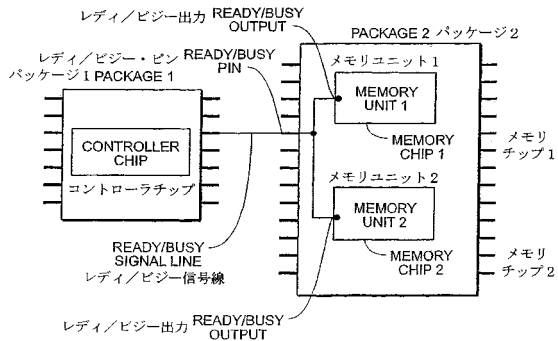 レディ／ビジー出力 READY/BUSY
OUTPUT
PACKAGE 2 パッケージ2
レディ／ビジー・ピン READY/BUSY
PIN
パッケージ1 PACKAGE 1
メモリユニット1
MEMORY
UNIT 1
CONTROLLER
CHIP
コントローラチップ
MEMORY
CHIP 1
メモリ
チップ1
メモリユニット2
MEMORY
UNIT 2
READY/BUSY
SIGNAL LINE
レディ／ビジー信号線
MEMORY
CHIP 2
メモリ
チップ2
レディ／ビジー出力 READY/BUSY
OUTPUT